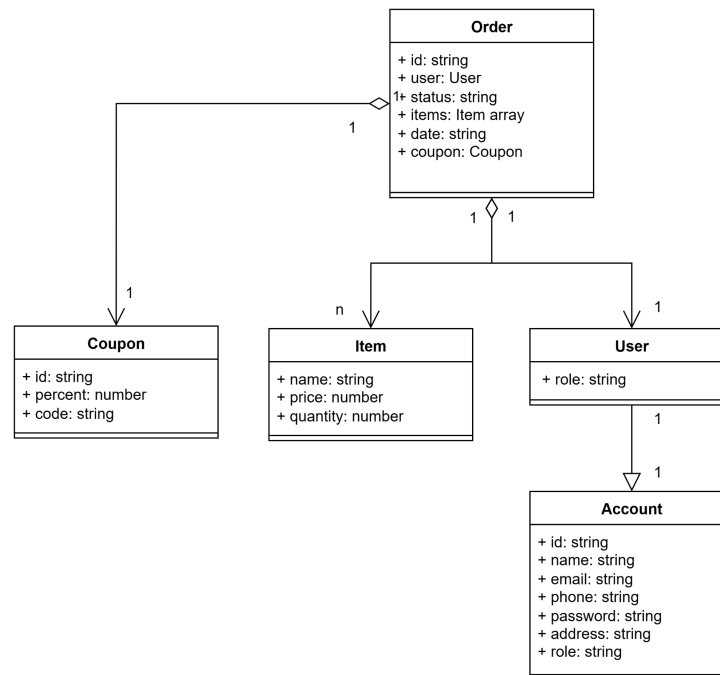 Order
+ id: string
+ user: User
1+ status: string
+ items: Item array
+ date: string
+ coupon: Coupon
1
1 1
1
n
1
Coupon
+ id: string
+ percent: number
+ code: string
Item
+ name: string
+ price: number
+ quantity: number
User
+ role: string
1
1
Account
+ id: string
+ name: string
+ email: string
+ phone: string
+ password: string
+ address: string
+ role: string